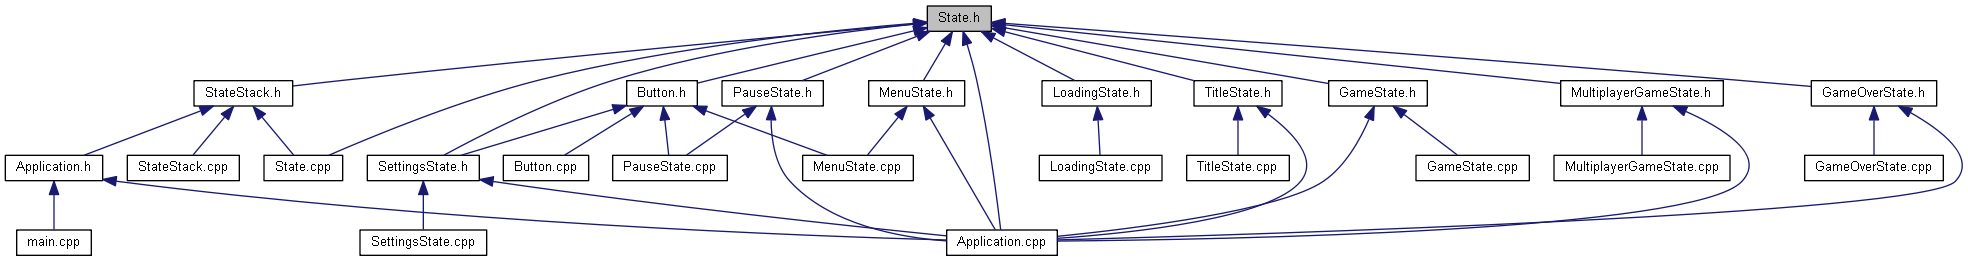 State.h
StateStack.h
Button.h
PauseState.h
MenuState.h
LoadingState.h
TitleState.h
GameState.h
MultiplayerGameState.h
GameOverState.h
Application.h
StateStack.cpp
State.cpp
SettingsState.h
Button.cpp
PauseState.cpp
MenuState.cpp
LoadingState.cpp
TitleState.cpp
GameState.cpp
MultiplayerGameState.cpp
GameOverState.cpp
main.cpp
SettingsState.cpp
Application.cpp